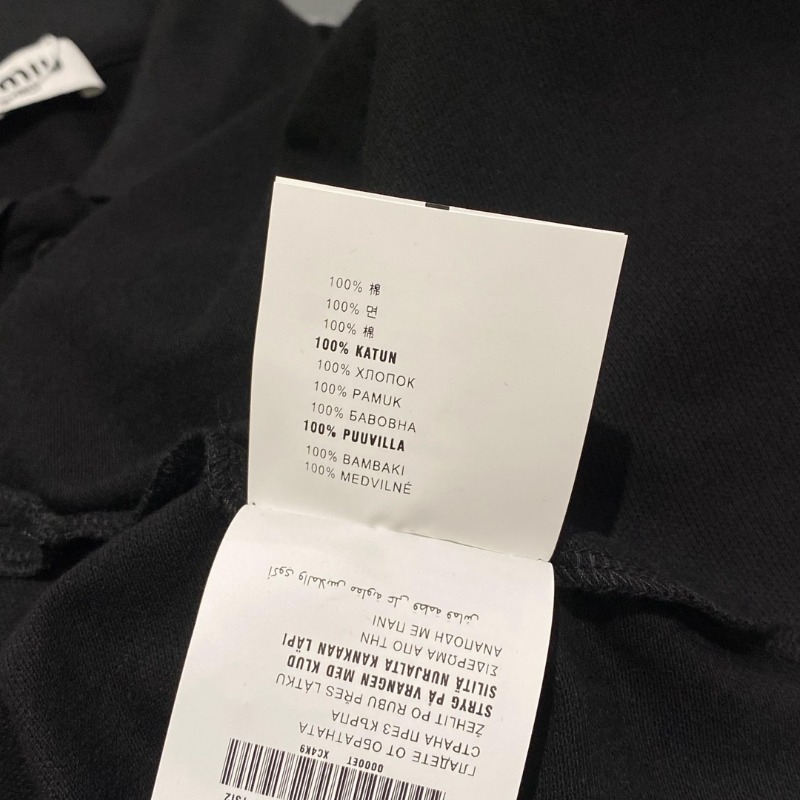 100% 棉
100% 면
100% 棉
100% KATUN
100% ХЛОПОК
100% PAMUK
100% БАВОВНА
100% PUUVILLA
100% BAMBAKI
100% MEDVILNĖ
ГЛАДЕТЕ ОТ ОБРАТНАТА
СТРАНА ПРЕЗ КЪРПА
ŽEHLIT PO RUBU PŘES LÁTKU
STRYG PÅ VRANGEN MED KLUD
SILITÄ NURJALTA KANKAAN LÄPI
ΣΙΔΕΡΩΜΑ ΑΠΟ ΤΗΝ
ΑΝΑΠΟΔΗ ΜΕ ΠΑΝΙ
0000ET XC4K9